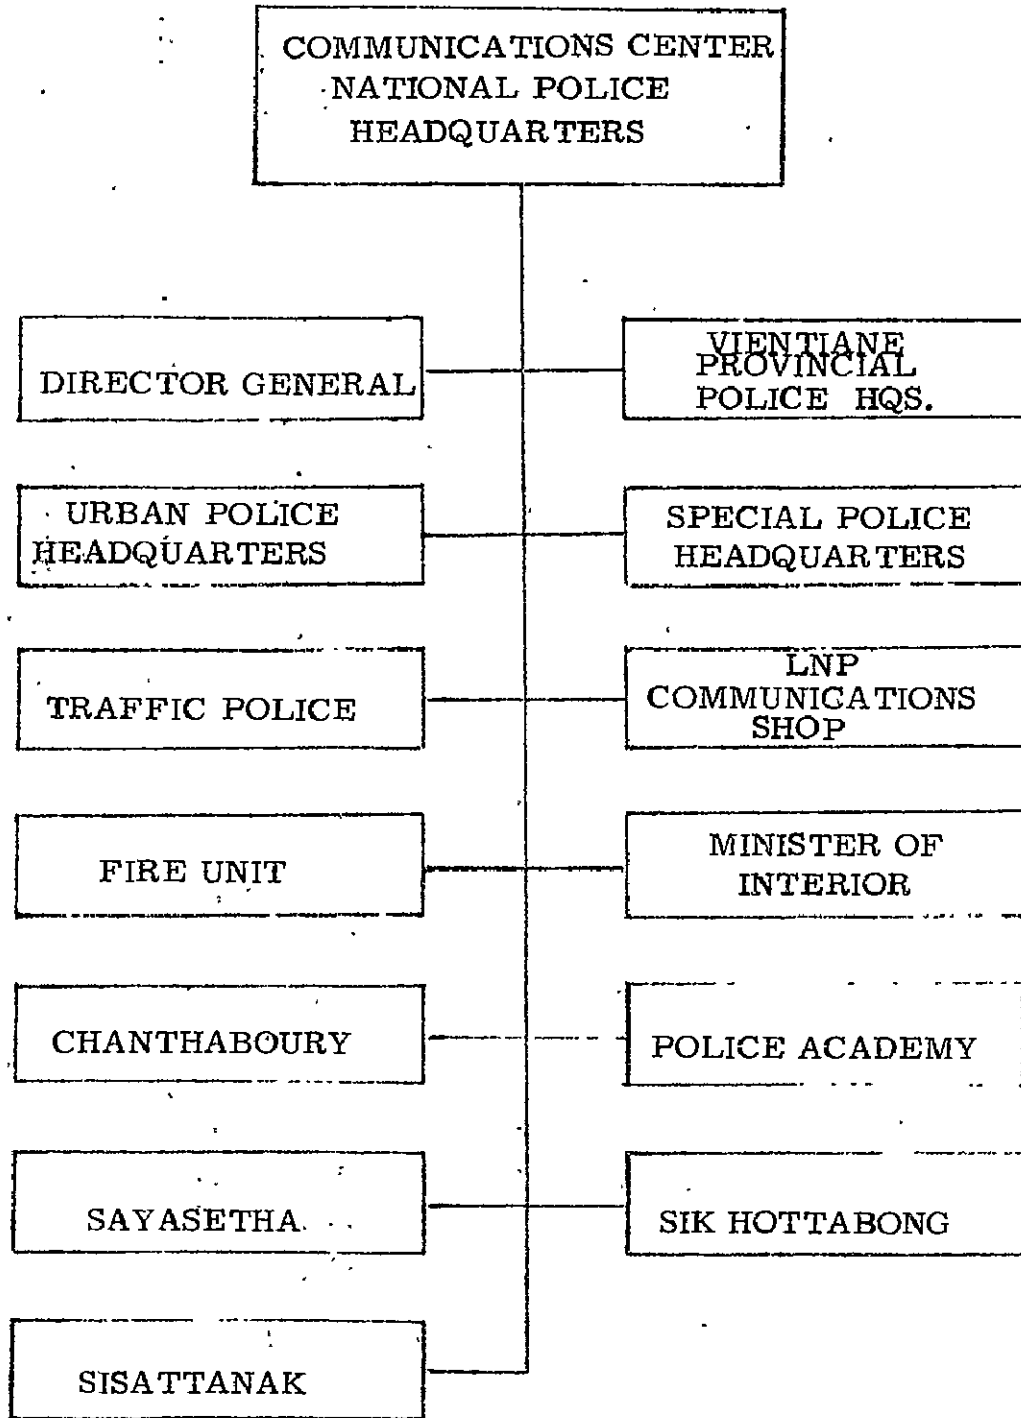 COMMUNICATIONS CENTER
NATIONAL POLICE
HEADQUARTERS
DIRECTOR GENERAL
VIENTIANE
PROVINCIAL
POLICE HQS.
URBAN POLICE
HEADQUARTERS
SPECIAL POLICE
HEADQUARTERS
TRAFFIC POLICE
LNP
COMMUNICATIONS
SHOP
FIRE UNIT
MINISTER OF
INTERIOR
CHANTHABOURY
POLICE ACADEMY
SAYASETHA
SIK HOTTABONG
SISATTANAK